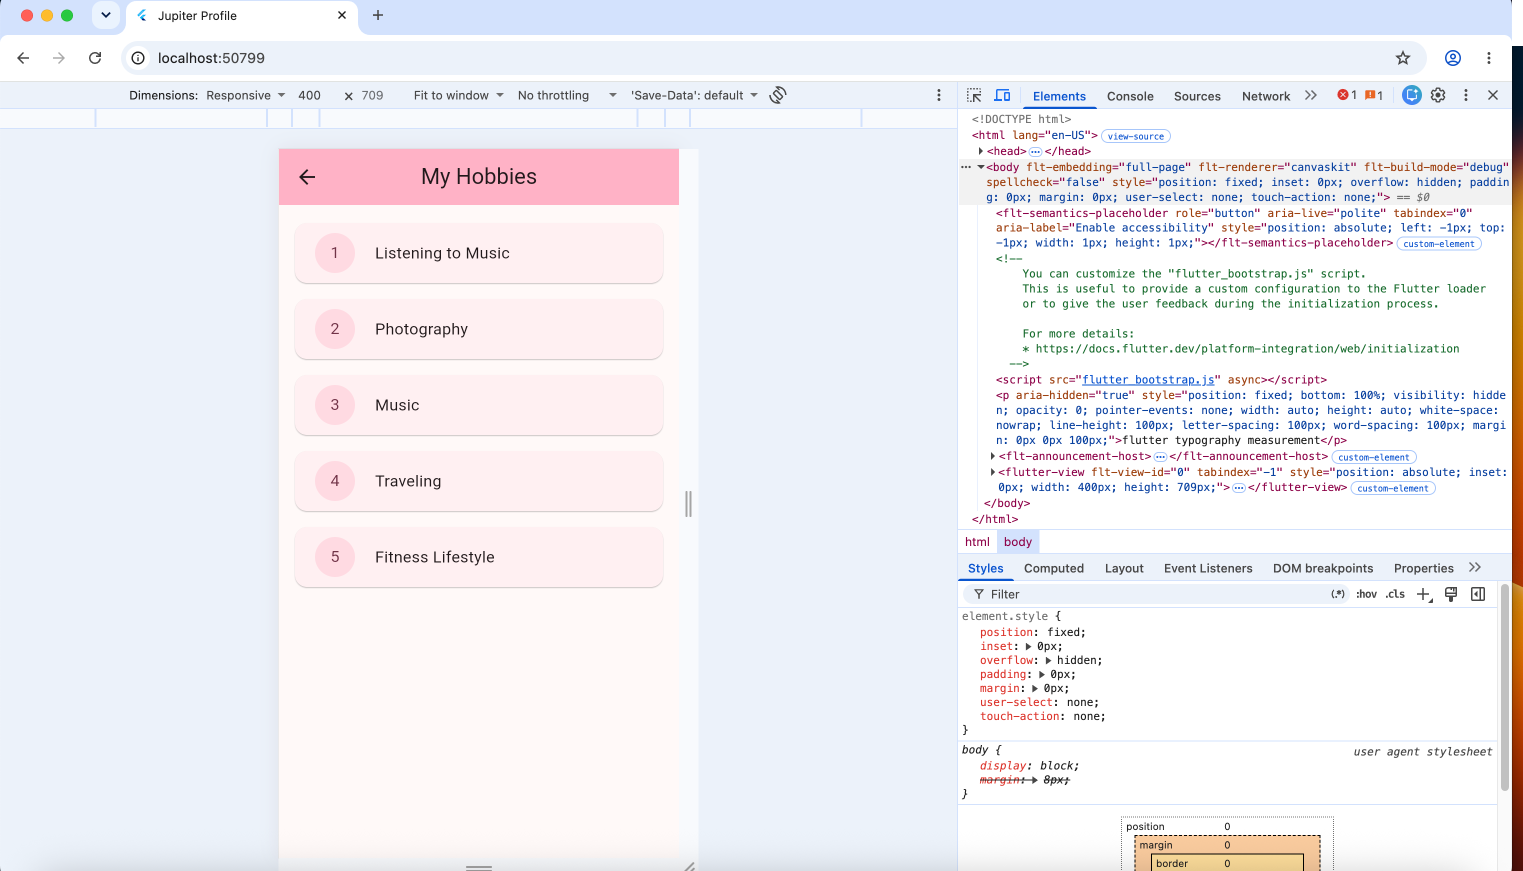 Jupiter Profile
localhost:50799
Dimensions: Responsive 400 × 709 Fit to window No throttling 'Save-Data': default
Elements Console Sources Network 1 1
My Hobbies
1 Listening to Music
2 Photography
3 Music
4 Traveling
5 Fitness Lifestyle
<!DOCTYPE html>
<html lang="en-US"> view-source
<head> ⋯ </head>
<body flt-embedding="full-page" flt-renderer="canvaskit" flt-build-mode="debug"
spellcheck="false" style="position: fixed; inset: 0px; overflow: hidden; paddin
g: 0px; margin: 0px; user-select: none; touch-action: none;"> == $0
<flt-semantics-placeholder role="button" aria-live="polite" tabindex="0"
aria-label="Enable accessibility" style="position: absolute; left: -1px; top:
-1px; width: 1px; height: 1px;"></flt-semantics-placeholder> custom-element
<!--
You can customize the "flutter_bootstrap.js" script.
This is useful to provide a custom configuration to the Flutter loader
or to give the user feedback during the initialization process.
For more details:
* https://docs.flutter.dev/platform-integration/web/initialization
-->
<script src="flutter_bootstrap.js" async></script>
<p aria-hidden="true" style="position: fixed; bottom: 100%; visibility: hidde
n; opacity: 0; pointer-events: none; width: auto; height: auto; white-space:
nowrap; line-height: 100px; letter-spacing: 100px; word-spacing: 100px; margi
n: 0px 0px 100px;">flutter typography measurement</p>
<flt-announcement-host> ⋯ </flt-announcement-host> custom-element
<flutter-view flt-view-id="0" tabindex="-1" style="position: absolute; inset:
0px; width: 400px; height: 709px;"> ⋯ </flutter-view> custom-element
</body>
</html>
html body
Styles Computed Layout Event Listeners DOM breakpoints Properties
Filter (.*) :hov .cls
element.style {
position: fixed;
inset: 0px;
overflow: hidden;
padding: 0px;
margin: 0px;
user-select: none;
touch-action: none;
}
body { user agent stylesheet
display: block;
margin: 8px;
}
position 0
margin 0
border 0